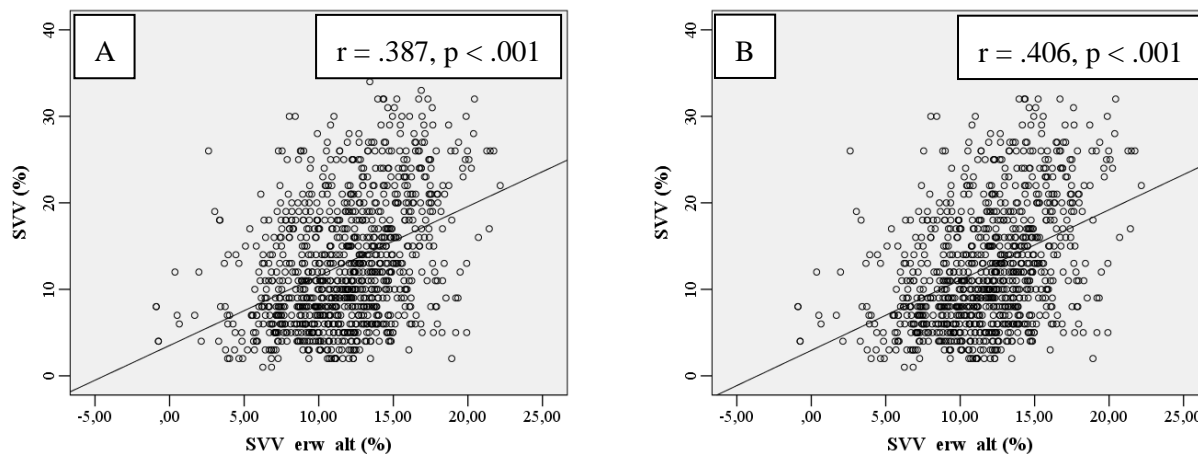 A
r = .387, p < .001
SVV (%)
40
30
20
10
0
-5,00 ,00 5,00 10,00 15,00 20,00 25,00
SVV erw alt (%)
B
r = .406, p < .001
SVV (%)
40
30
20
10
0
-5,00 ,00 5,00 10,00 15,00 20,00 25,00
SVV erw alt (%)